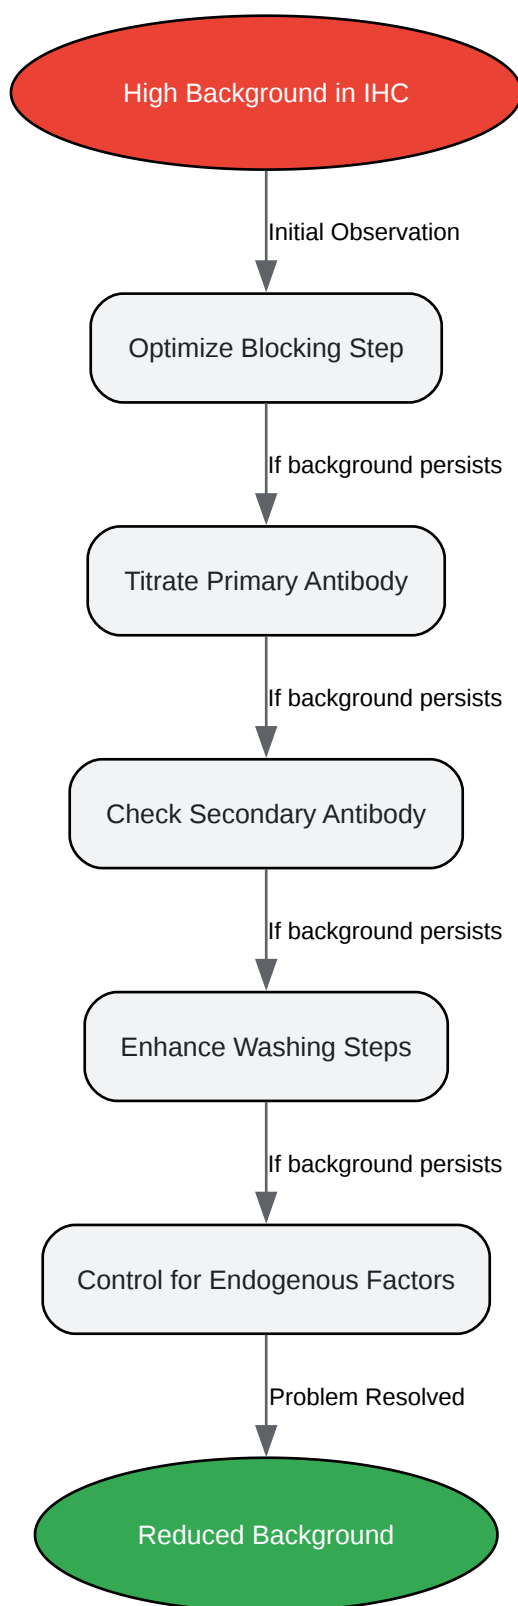 High Background in IHC
Initial Observation
Optimize Blocking Step
If background persists
Titrate Primary Antibody
If background persists
Check Secondary Antibody
If background persists
Enhance Washing Steps
If background persists
Control for Endogenous Factors
Problem Resolved
Reduced Background